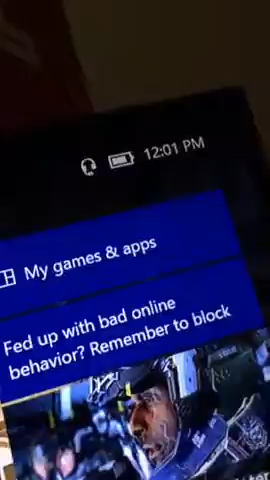 12:01 PM
My games & apps
Fed up with bad online
behavior? Remember to block